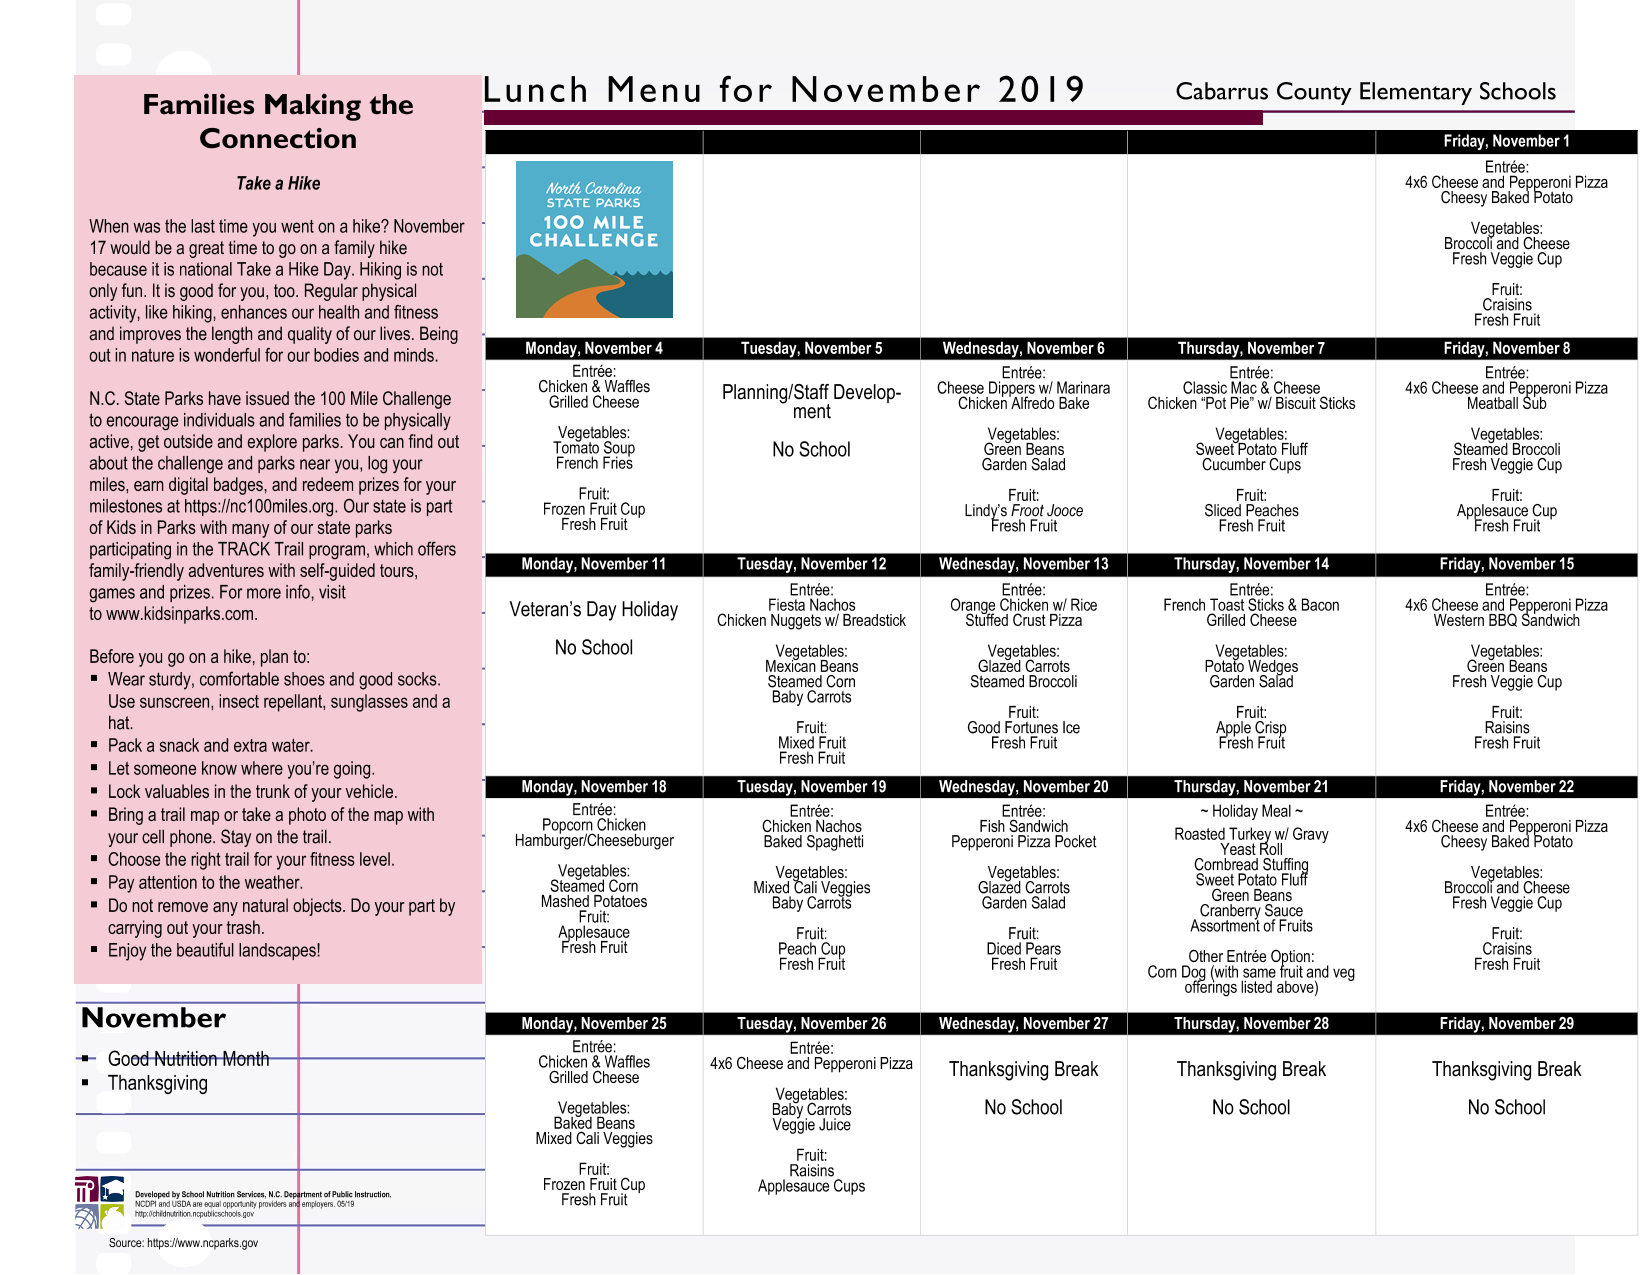 Lunch Menu for November 2019
Cabarrus County Elementary Schools
Families Making the
Connection
Take a Hike
When was the last time you went on a hike? November
17 would be a great time to go on a family hike
because it is national Take a Hike Day. Hiking is not
only fun. It is good for you, too. Regular physical
activity, like hiking, enhances our health and fitness
and improves the length and quality of our lives. Being
out in nature is wonderful for our bodies and minds.
N.C. State Parks have issued the 100 Mile Challenge
to encourage individuals and families to be physically
active, get outside and explore parks. You can find out
about the challenge and parks near you, log your
miles, earn digital badges, and redeem prizes for your
milestones at https://nc100miles.org. Our state is part
of Kids in Parks with many of our state parks
participating in the TRACK Trail program, which offers
family-friendly adventures with self-guided tours,
games and prizes. For more info, visit
to www.kidsinparks.com.
Before you go on a hike, plan to:
▪ Wear sturdy, comfortable shoes and good socks.
Use sunscreen, insect repellant, sunglasses and a
hat.
▪ Pack a snack and extra water.
▪ Let someone know where you're going.
▪ Lock valuables in the trunk of your vehicle.
▪ Bring a trail map or take a photo of the map with
your cell phone. Stay on the trail.
▪ Choose the right trail for your fitness level.
▪ Pay attention to the weather.
▪ Do not remove any natural objects. Do your part by
carrying out your trash.
▪ Enjoy the beautiful landscapes!
November
▪ Good Nutrition Month
▪ Thanksgiving
Developed by School Nutrition Services, N.C. Department of Public Instruction.
NCDPI and USDA are equal opportunity providers and employers. 05/19
http://childnutrition.ncpublicschools.gov
Source: https://www.ncparks.gov
North Carolina
STATE PARKS
100 MILE
CHALLENGE
Friday, November 1
Entrée:
4x6 Cheese and Pepperoni Pizza
Cheesy Baked Potato
Vegetables:
Broccoli and Cheese
Fresh Veggie Cup
Fruit:
Craisins
Fresh Fruit
Monday, November 4
Entrée:
Chicken & Waffles
Grilled Cheese
Vegetables:
Tomato Soup
French Fries
Fruit:
Frozen Fruit Cup
Fresh Fruit
Tuesday, November 5
Planning/Staff Develop-
ment
No School
Wednesday, November 6
Entrée:
Cheese Dippers w/ Marinara
Chicken Alfredo Bake
Vegetables:
Green Beans
Garden Salad
Fruit:
Lindy's Froot Jooce
Fresh Fruit
Thursday, November 7
Entrée:
Classic Mac & Cheese
Chicken “Pot Pie” w/ Biscuit Sticks
Vegetables:
Sweet Potato Fluff
Cucumber Cups
Fruit:
Sliced Peaches
Fresh Fruit
Friday, November 8
Entrée:
4x6 Cheese and Pepperoni Pizza
Meatball Sub
Vegetables:
Steamed Broccoli
Fresh Veggie Cup
Fruit:
Applesauce Cup
Fresh Fruit
Monday, November 11
Veteran's Day Holiday
No School
Tuesday, November 12
Entrée:
Fiesta Nachos
Chicken Nuggets w/ Breadstick
Vegetables:
Mexican Beans
Steamed Corn
Baby Carrots
Fruit:
Mixed Fruit
Fresh Fruit
Wednesday, November 13
Entrée:
Orange Chicken w/ Rice
Stuffed Crust Pizza
Vegetables:
Glazed Carrots
Steamed Broccoli
Fruit:
Good Fortunes Ice
Fresh Fruit
Thursday, November 14
Entrée:
French Toast Sticks & Bacon
Grilled Cheese
Vegetables:
Potato Wedges
Garden Salad
Fruit:
Apple Crisp
Fresh Fruit
Friday, November 15
Entrée:
4x6 Cheese and Pepperoni Pizza
Western BBQ Sandwich
Vegetables:
Green Beans
Fresh Veggie Cup
Fruit:
Raisins
Fresh Fruit
Monday, November 18
Entrée:
Popcorn Chicken
Hamburger/Cheeseburger
Vegetables:
Steamed Corn
Mashed Potatoes
Fruit:
Applesauce
Fresh Fruit
Tuesday, November 19
Entrée:
Chicken Nachos
Baked Spaghetti
Vegetables:
Mixed Cali Veggies
Baby Carrots
Fruit:
Peach Cup
Fresh Fruit
Wednesday, November 20
Entrée:
Fish Sandwich
Pepperoni Pizza Pocket
Vegetables:
Glazed Carrots
Garden Salad
Fruit:
Diced Pears
Fresh Fruit
Thursday, November 21
~ Holiday Meal ~
Roasted Turkey w/ Gravy
Yeast Roll
Cornbread Stuffing
Sweet Potato Fluff
Green Beans
Cranberry Sauce
Assortment of Fruits
Other Entrée Option:
Corn Dog (with same fruit and veg
offerings listed above)
Friday, November 22
Entrée:
4x6 Cheese and Pepperoni Pizza
Cheesy Baked Potato
Vegetables:
Broccoli and Cheese
Fresh Veggie Cup
Fruit:
Craisins
Fresh Fruit
Monday, November 25
Entrée:
Chicken & Waffles
Grilled Cheese
Vegetables:
Baked Beans
Mixed Cali Veggies
Fruit:
Frozen Fruit Cup
Fresh Fruit
Tuesday, November 26
Entrée:
4x6 Cheese and Pepperoni Pizza
Vegetables:
Baby Carrots
Veggie Juice
Fruit:
Raisins
Applesauce Cups
Wednesday, November 27
Thanksgiving Break
No School
Thursday, November 28
Thanksgiving Break
No School
Friday, November 29
Thanksgiving Break
No School